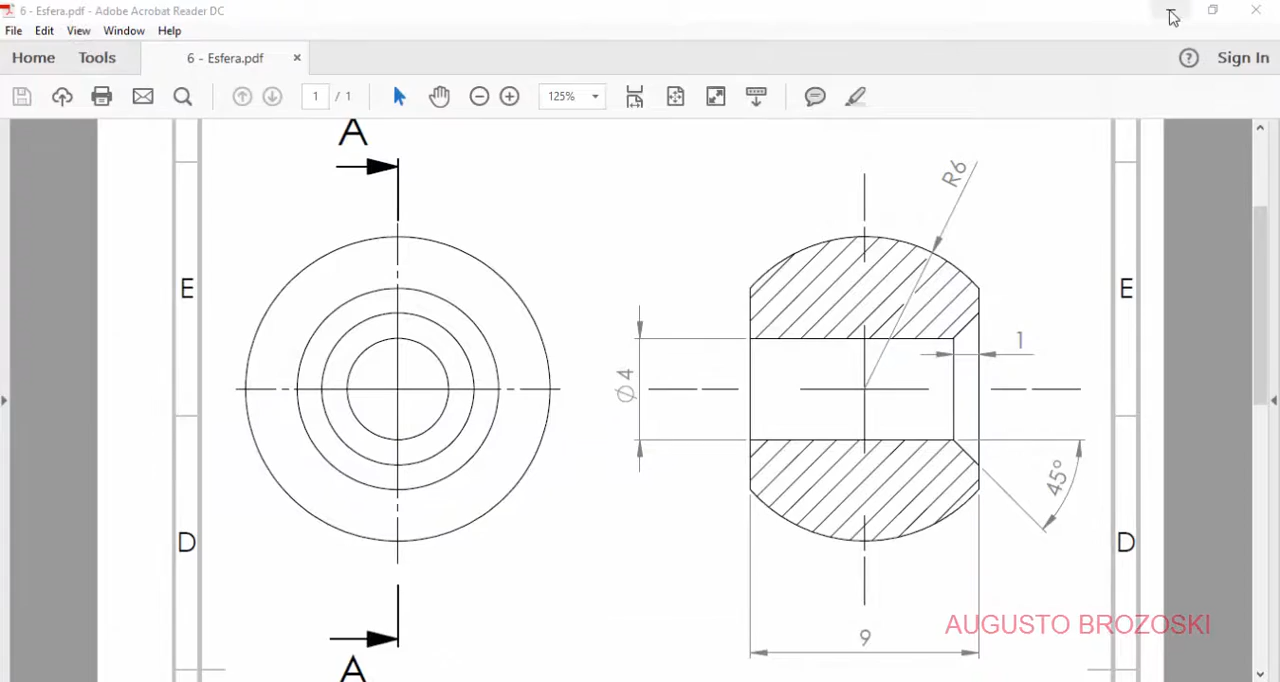 6 - Esfera.pdf - Adobe Acrobat Reader DC
File Edit View Window Help
Home Tools 6 - Esfera.pdf × ? Sign In
1 / 1 125%
A
R6
E E
1
Ø4
45°
D D
AUGUSTO BROZOSKI
9
A